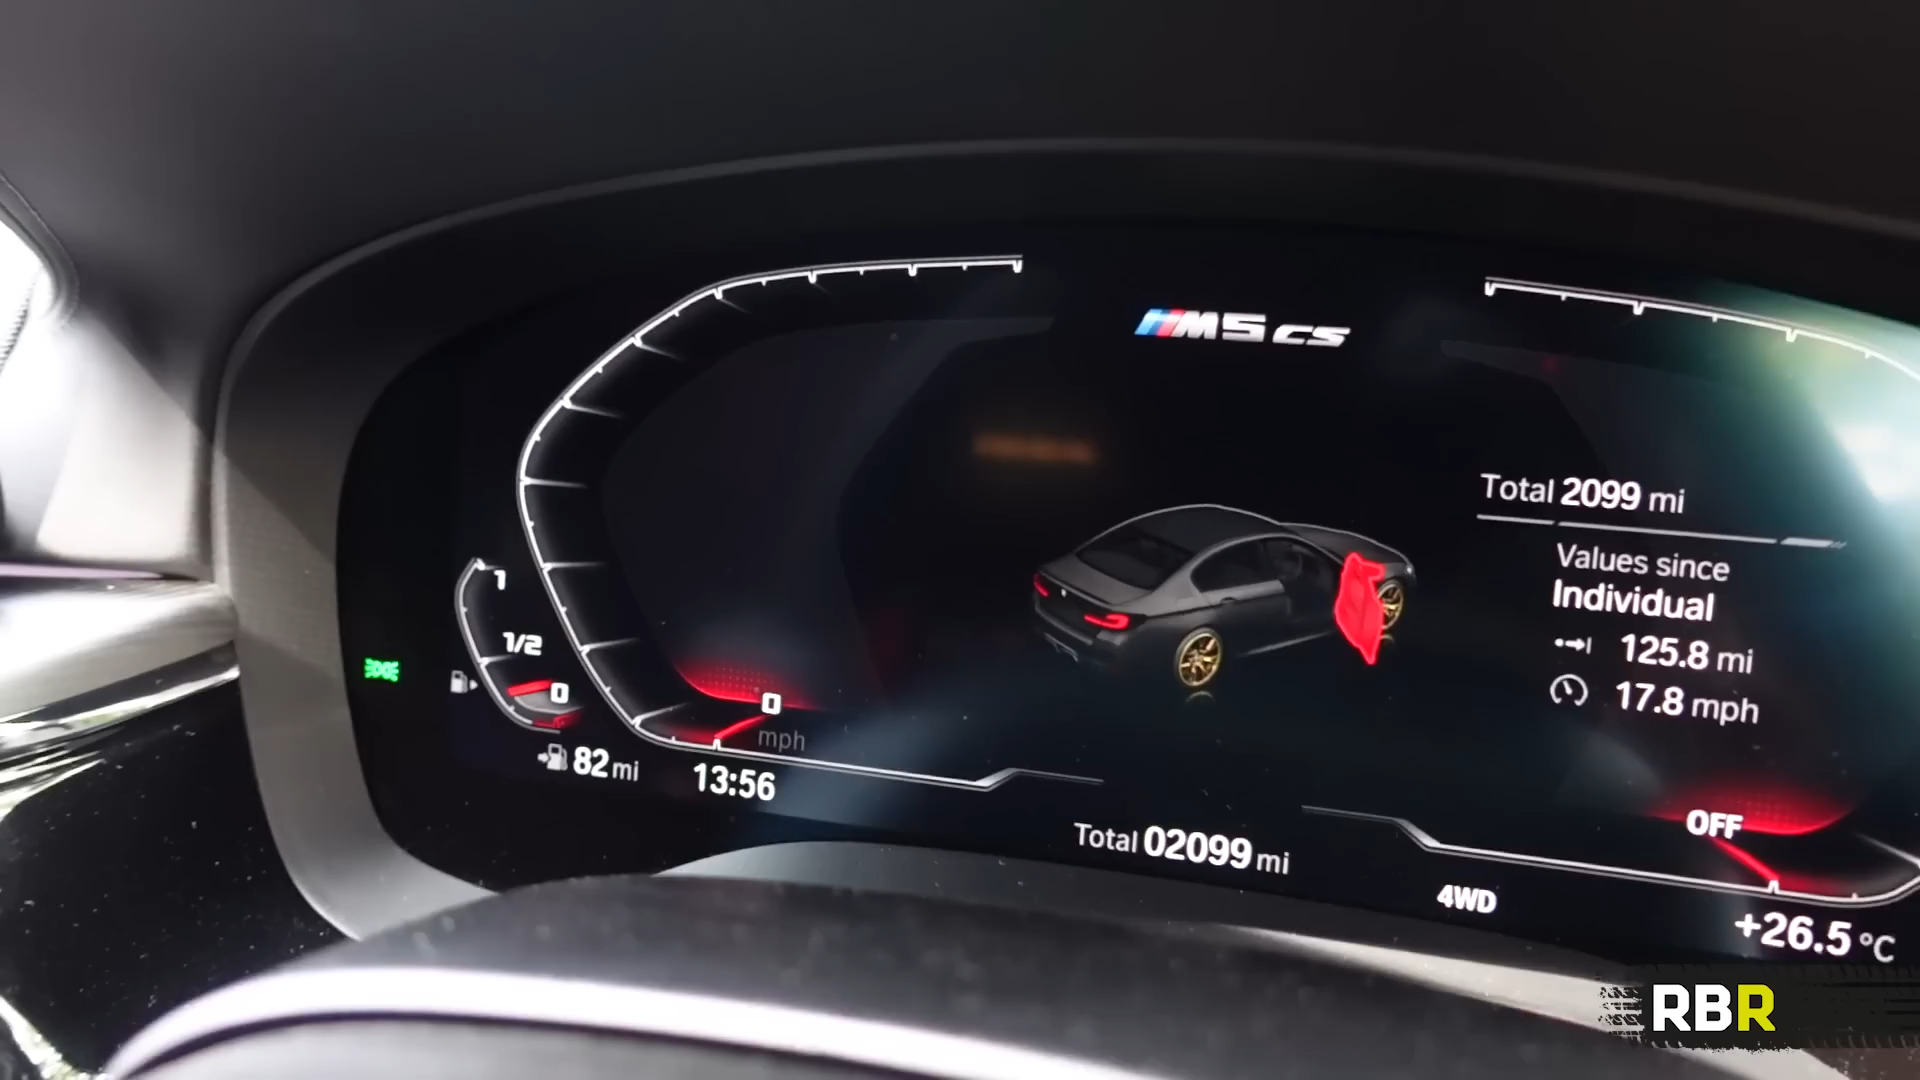 M5 CS
Total 2099 mi
Values since
Individual
125.8 mi
17.8 mph
1
1/2
0
0
mph
82 mi
13:56
Total 02099 mi
OFF
4WD
+26.5 °C
RBR